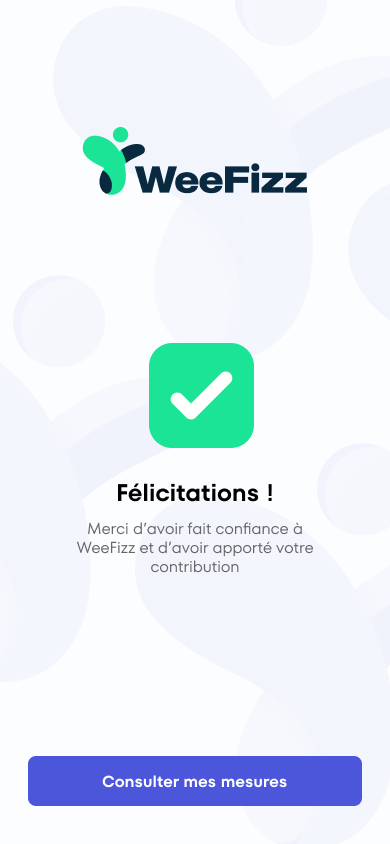 WeeFizz
Félicitations !
Merci d’avoir fait confiance à
WeeFizz et d’avoir apporté votre
contribution
Consulter mes mesures